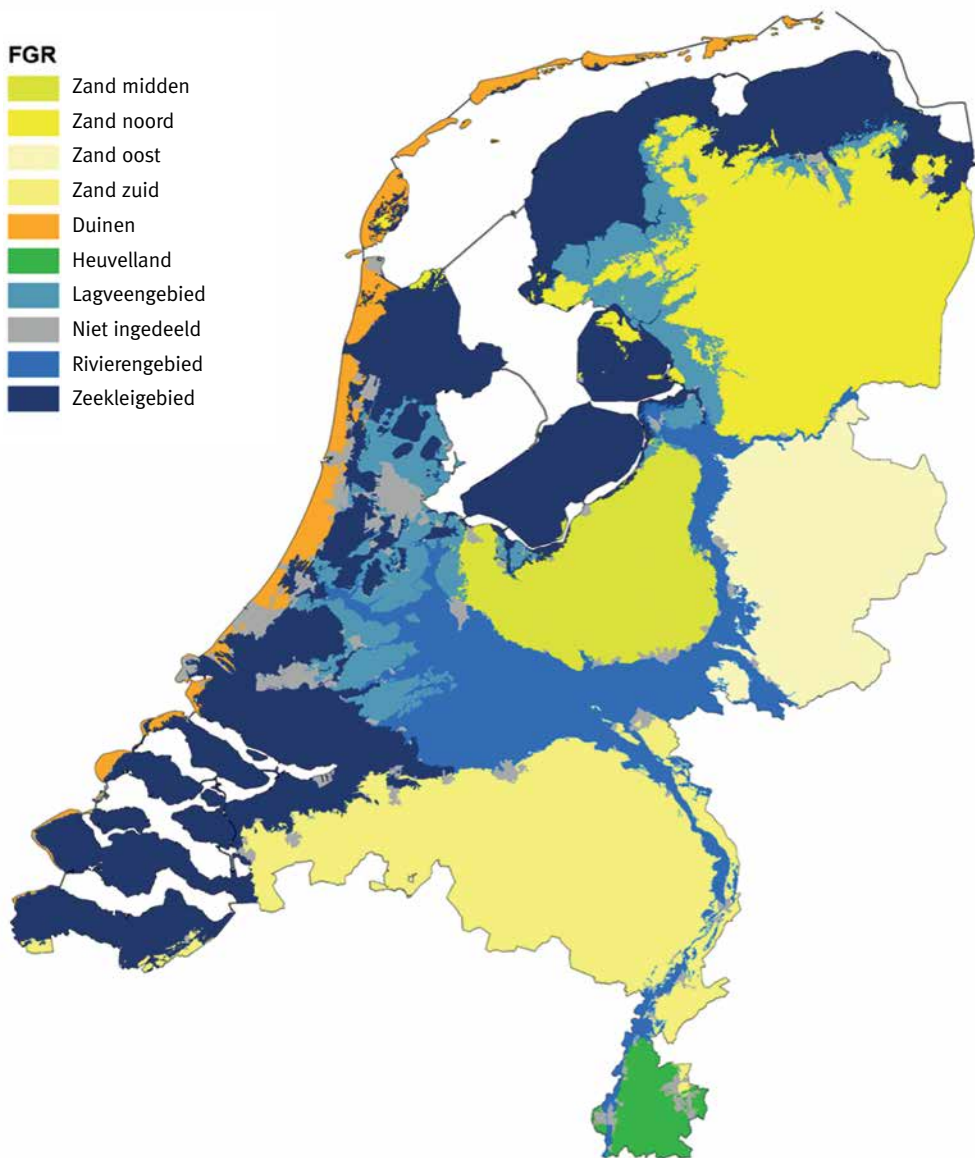 FGR
Zand midden
Zand noord
Zand oost
Zand zuid
Duinen
Heuvelland
Lagveengebied
Niet ingedeeld
Rivierengebied
Zeekleigebied